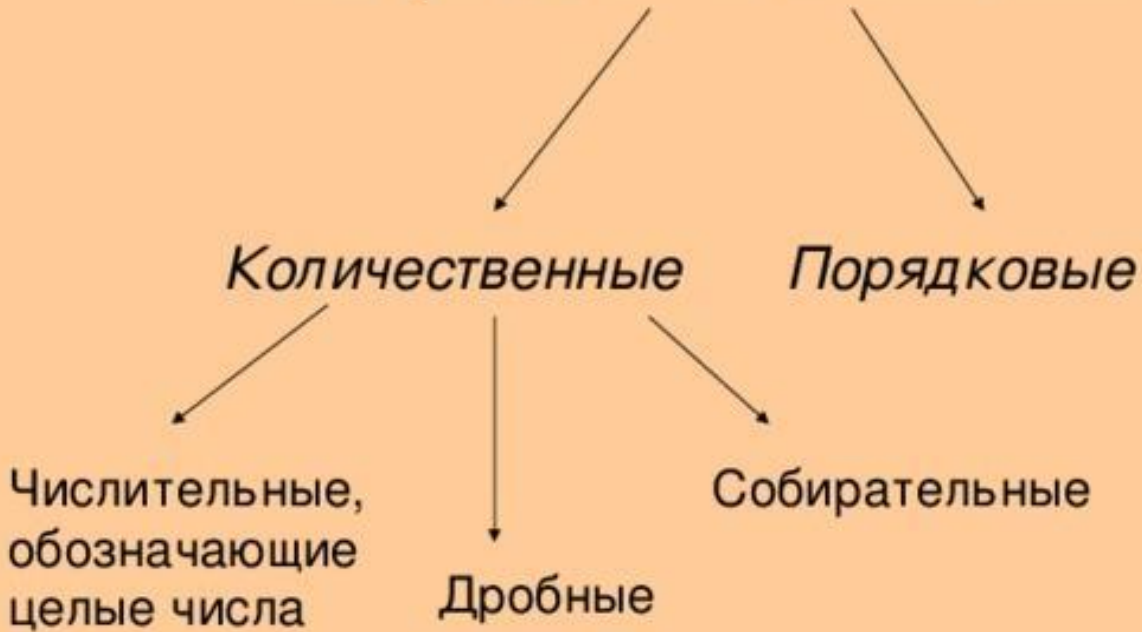 Количественные
Порядковые
Числительные,
обозначающие
целые числа
Дробные
Собирательные